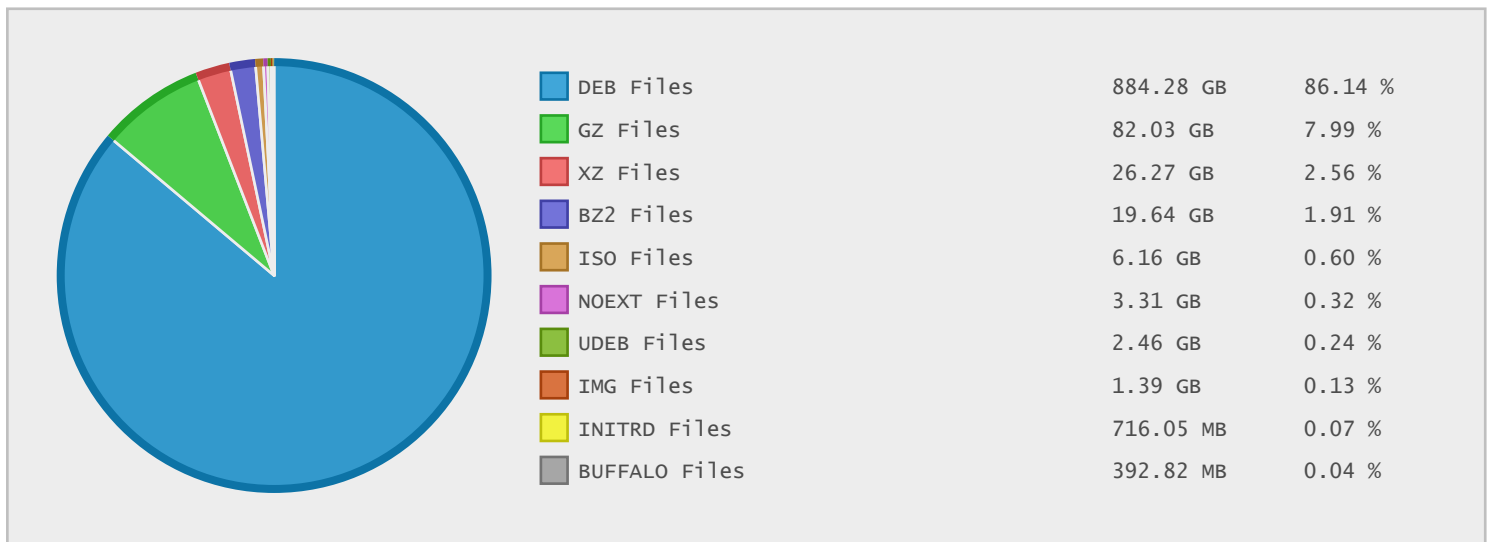 DEB Files 884.28 GB 86.14 %
GZ Files 82.03 GB 7.99 %
XZ Files 26.27 GB 2.56 %
BZ2 Files 19.64 GB 1.91 %
ISO Files 6.16 GB 0.60 %
NOEXT Files 3.31 GB 0.32 %
UDEB Files 2.46 GB 0.24 %
IMG Files 1.39 GB 0.13 %
INITRD Files 716.05 MB 0.07 %
BUFFALO Files 392.82 MB 0.04 %